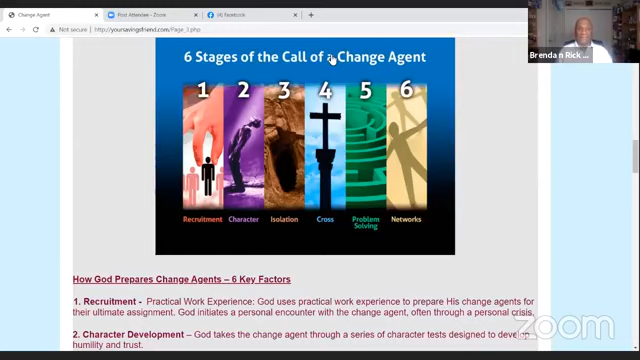 Change Agent
Post Attendee - Zoom
(4) Facebook
Not secure | yoursavingsfriend.com/Page_3.php
Brenda n Rick ...
6 Stages of the Call of a Change Agent
1 2 3 4 5 6
Recruitment Character Isolation Cross Problem Solving Networks
How God Prepares Change Agents – 6 Key Factors
1. Recruitment - Practical Work Experience: God uses practical work experience to prepare His change agents for
their ultimate assignment. God initiates a personal encounter with the change agent, often through a personal crisis,
2. Character Development – God takes the change agent through a series of character tests designed to develop
humility and trust.
zoom